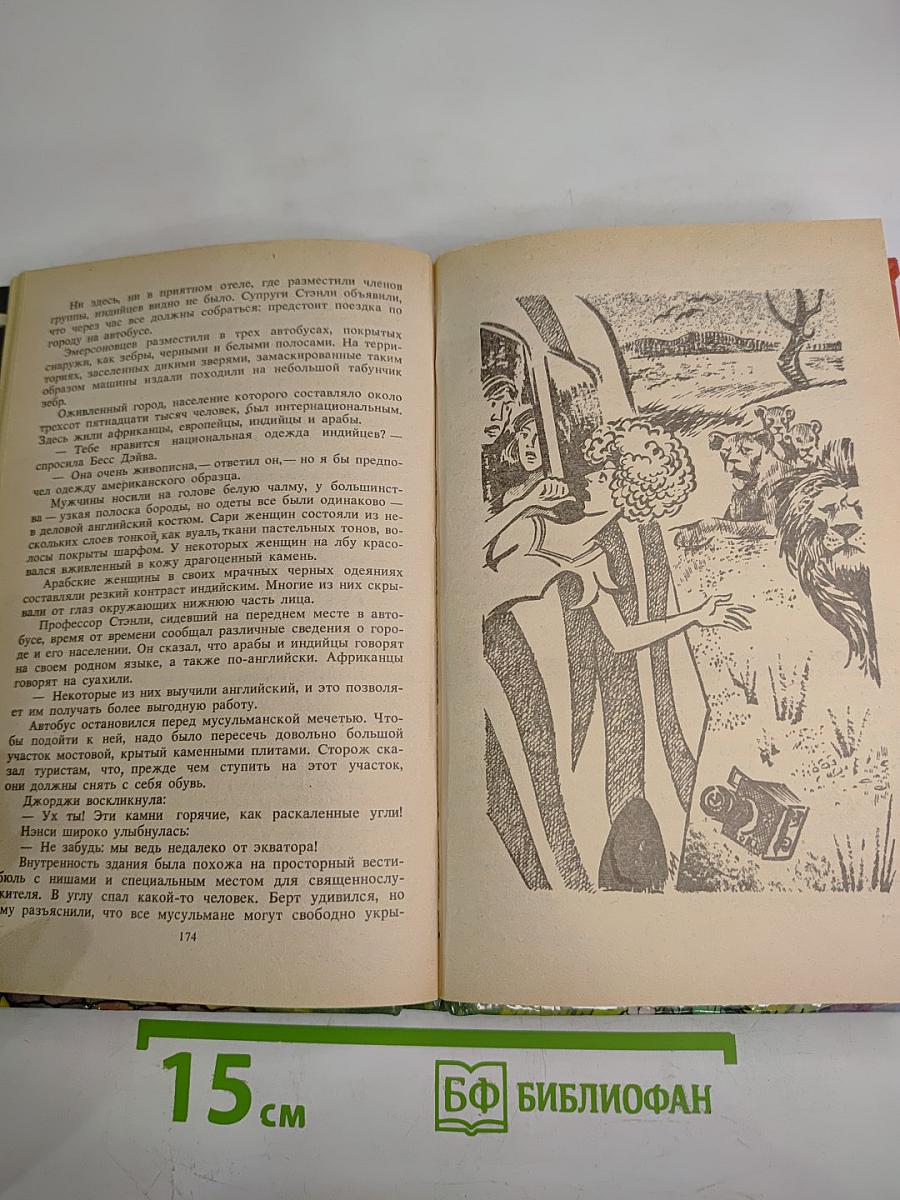 Ни здесь, ни в приятном отеле, где разместили членов
группы, индийцев видно не было. Супруги Стэнли объявили,
что через час все должны собраться: предстоит поездка по
городу на автобусе.
Эмерсоновцев разместили в трех автобусах, покрытых
снаружи, как зебры, черными и белыми полосами. На терри-
ториях, заселенных дикими зверями, замаскированные таким
образом машины издали походили на небольшой табунчик
зебр.
Оживленный город, население которого составляло около
трехсот пятнадцати тысяч человек, был интернациональным.
Здесь жили африканцы, европейцы, индийцы и арабы.
— Тебе нравится национальная одежда индийцев? —
спросила Бесс Дэйва.
— Она очень живописна, — ответил он, — но я бы предпо-
чел одежду американского образца.
Мужчины носили на голове белую чалму, у большинст-
ва — узкая полоска бороды, но одеты все были одинаково —
в деловой английский костюм. Сари женщин состояли из не-
скольких слоев тонкой, как вуаль, ткани пастельных тонов, во-
лосы покрыты шарфом. У некоторых женщин на лбу красо-
вался вживленный в кожу драгоценный камень.
Арабские женщины в своих мрачных черных одеяниях
составляли резкий контраст индийским. Многие из них скры-
вали от глаз окружающих нижнюю часть лица.
Профессор Стэнли, сидевший на переднем месте в авто-
бусе, время от времени сообщал различные сведения о горо-
де и его населении. Он сказал, что арабы и индийцы говорят
на своем родном языке, а также по-английски. Африканцы
говорят на суахили.
— Некоторые из них выучили английский, и это позволя-
ет им получать более выгодную работу.
Автобус остановился перед мусульманской мечетью. Что-
бы подойти к ней, надо было пересечь довольно большой
участок мостовой, крытый каменными плитами. Сторож ска-
зал туристам, что, прежде чем ступить на этот участок,
они должны снять с себя обувь.
Джорджи воскликнула:
— Ух ты! Эти камни горячие, как раскаленные угли!
Нэнси широко улыбнулась:
— Не забудь: мы ведь недалеко от экватора!
Внутренность здания была похожа на просторный вести-
бюль с нишами и специальным местом для священнослу-
жителя. В углу спал какой-то человек. Берт удивился, но
му разъяснили, что все мусульмане могут свободно укры-
174
15 см
БФ БИБЛИОФАН